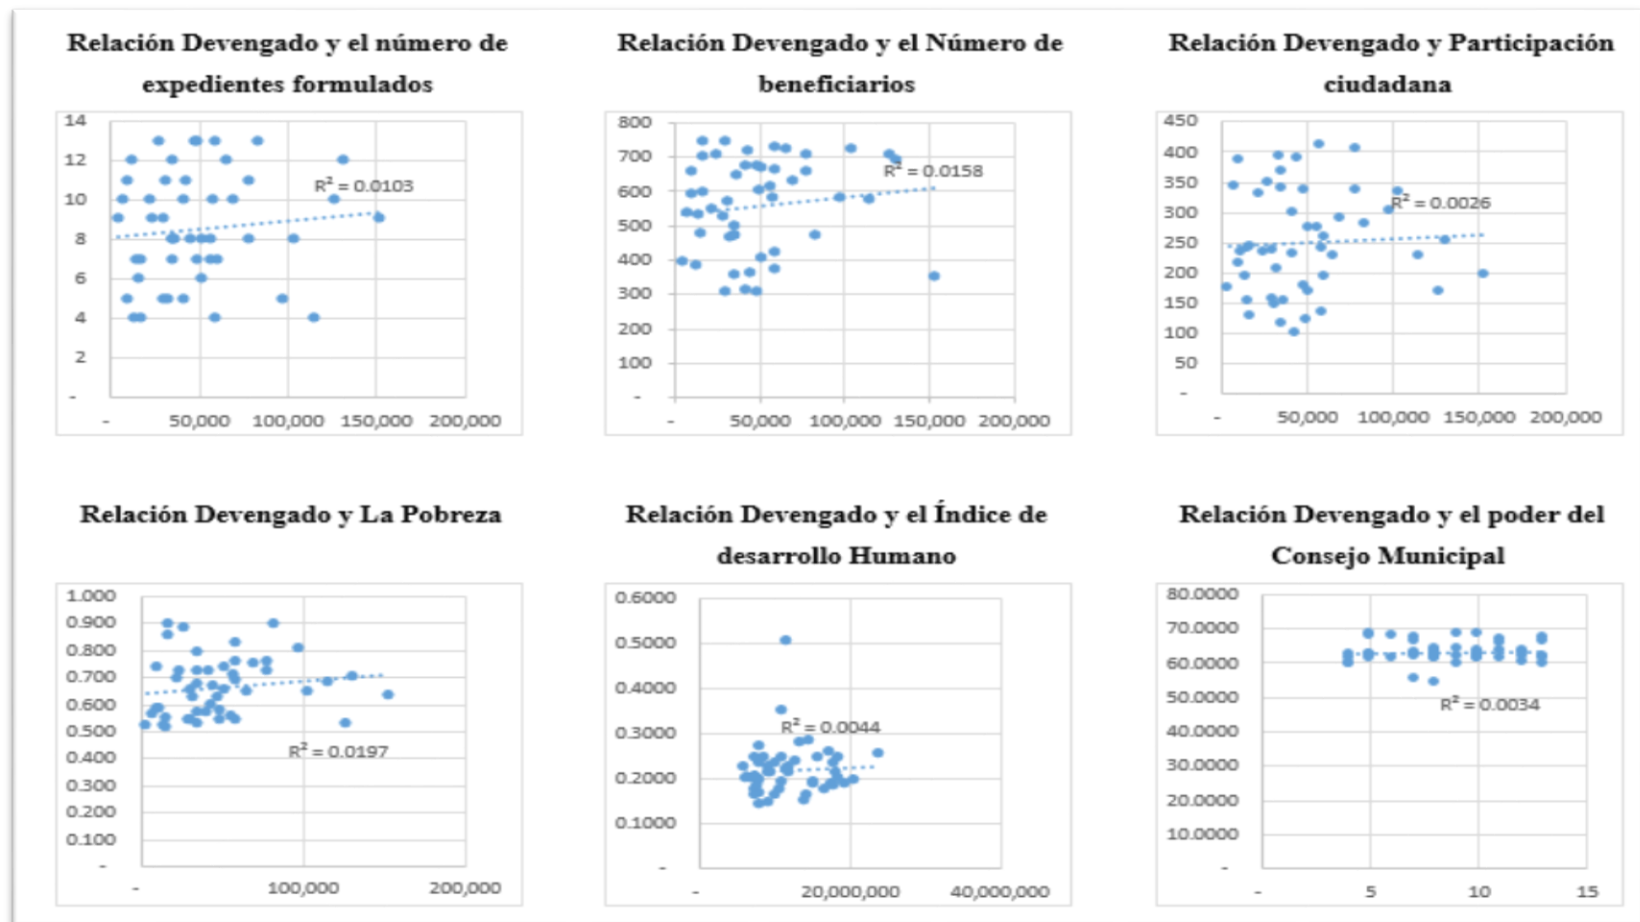 Relación Devengado y el número de
expedientes formulados
14
12
10
8
6
4
2
-
R² = 0.0103
- 50,000 100,000 150,000 200,000
Relación Devengado y el Número de
beneficiarios
800
700
600
500
400
300
200
100
-
R² = 0.0158
- 50,000 100,000 150,000 200,000
Relación Devengado y Participación
ciudadana
450
400
350
300
250
200
150
100
50
-
R² = 0.0026
- 50,000 100,000 150,000 200,000
Relación Devengado y La Pobreza
1.000
0.900
0.800
0.700
0.600
0.500
0.400
0.300
0.200
0.100
-
R² = 0.0197
- 100,000 200,000
Relación Devengado y el Índice de
desarrollo Humano
0.6000
0.5000
0.4000
0.3000
0.2000
0.1000
-
R² = 0.0044
- 20,000,000 40,000,000
Relación Devengado y el poder del
Consejo Municipal
80.0000
70.0000
60.0000
50.0000
40.0000
30.0000
20.0000
10.0000
-
R² = 0.0034
- 5 10 15